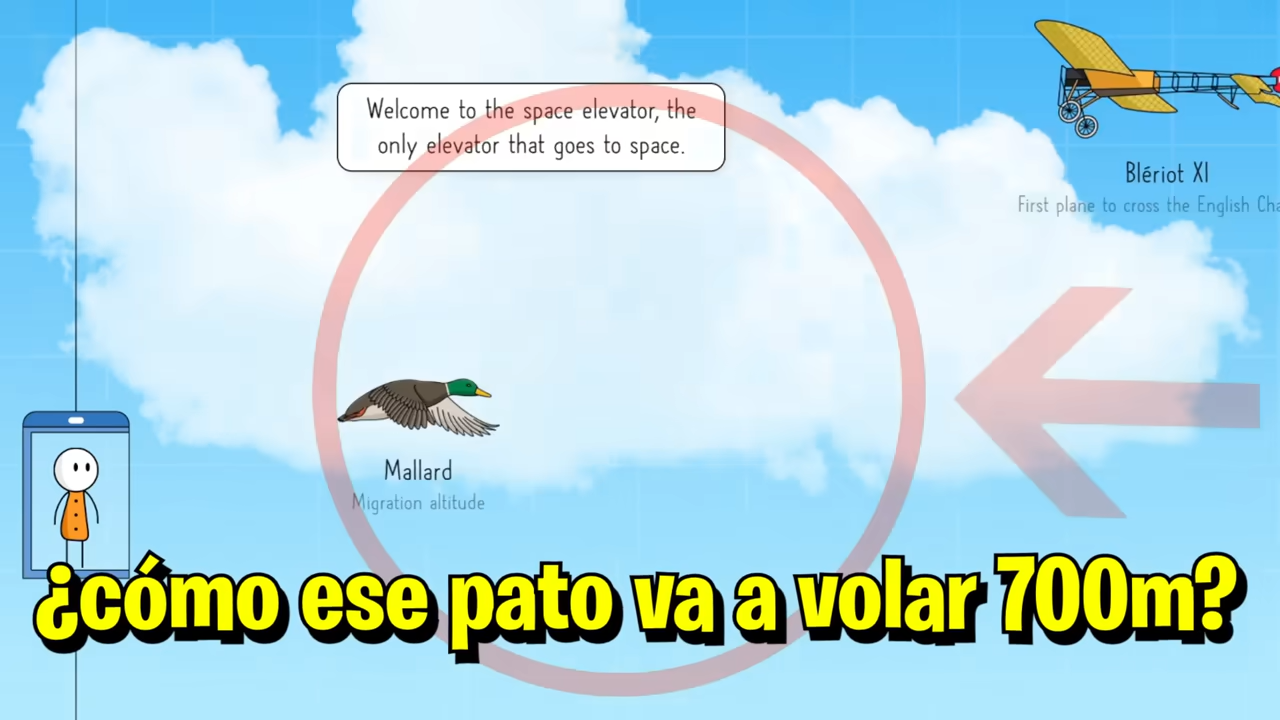 Welcome to the space elevator, the
only elevator that goes to space.
Blériot XI
First plane to cross the English Cha
Mallard
Migration altitude
¿cómo ese pato va a volar 700m?